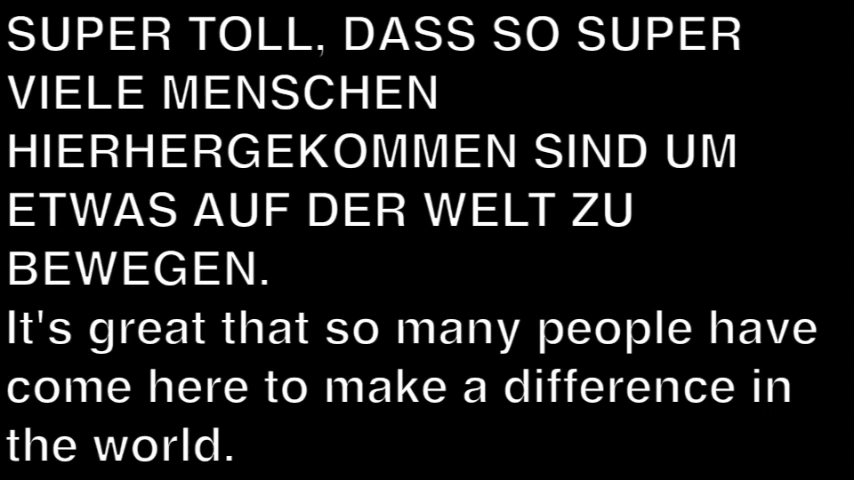 SUPER TOLL, DASS SO SUPER
VIELE MENSCHEN
HIERHERGEKOMMEN SIND UM
ETWAS AUF DER WELT ZU
BEWEGEN.
It's great that so many people have
come here to make a difference in
the world.